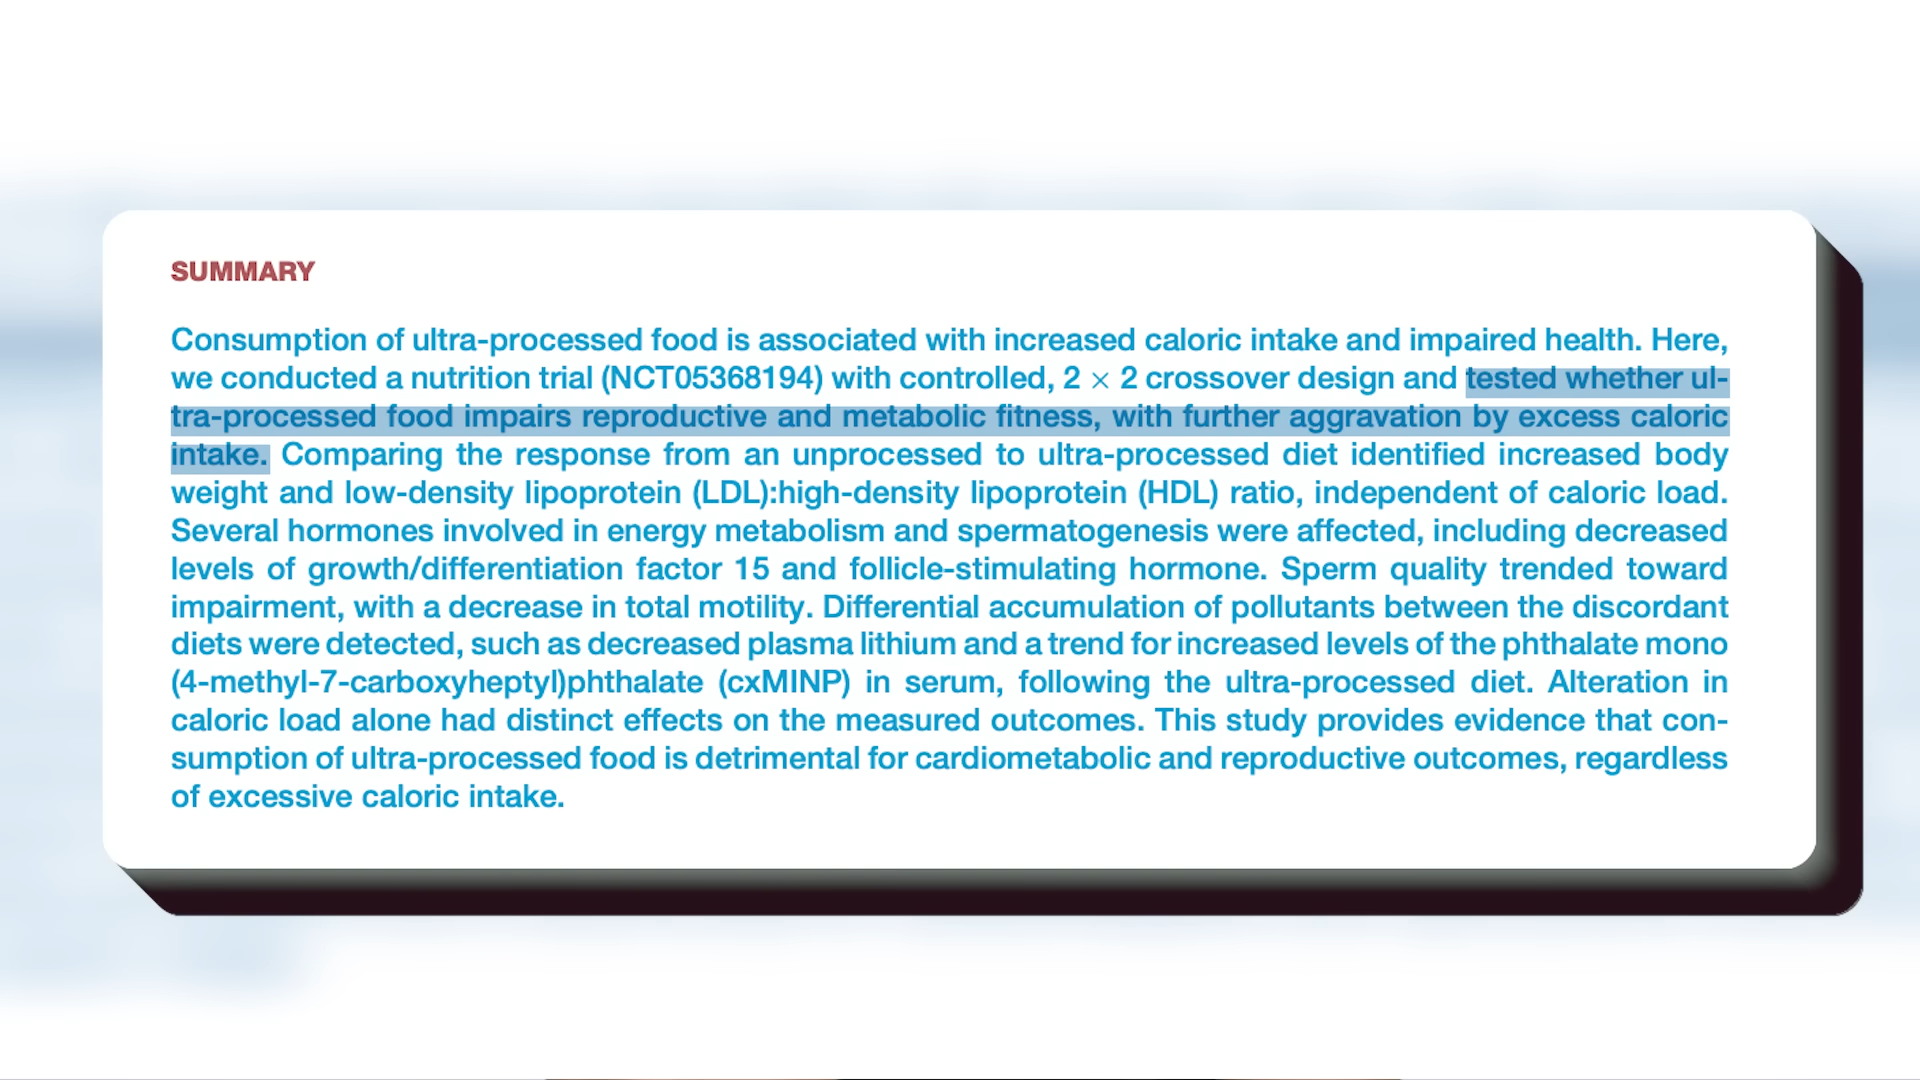 SUMMARY
Consumption of ultra-processed food is associated with increased caloric intake and impaired health. Here,
we conducted a nutrition trial (NCT05368194) with controlled, 2 × 2 crossover design and tested whether ul-
tra-processed food impairs reproductive and metabolic fitness, with further aggravation by excess caloric
intake. Comparing the response from an unprocessed to ultra-processed diet identified increased body
weight and low-density lipoprotein (LDL):high-density lipoprotein (HDL) ratio, independent of caloric load.
Several hormones involved in energy metabolism and spermatogenesis were affected, including decreased
levels of growth/differentiation factor 15 and follicle-stimulating hormone. Sperm quality trended toward
impairment, with a decrease in total motility. Differential accumulation of pollutants between the discordant
diets were detected, such as decreased plasma lithium and a trend for increased levels of the phthalate mono
(4-methyl-7-carboxyheptyl)phthalate (cxMINP) in serum, following the ultra-processed diet. Alteration in
caloric load alone had distinct effects on the measured outcomes. This study provides evidence that con-
sumption of ultra-processed food is detrimental for cardiometabolic and reproductive outcomes, regardless
of excessive caloric intake.